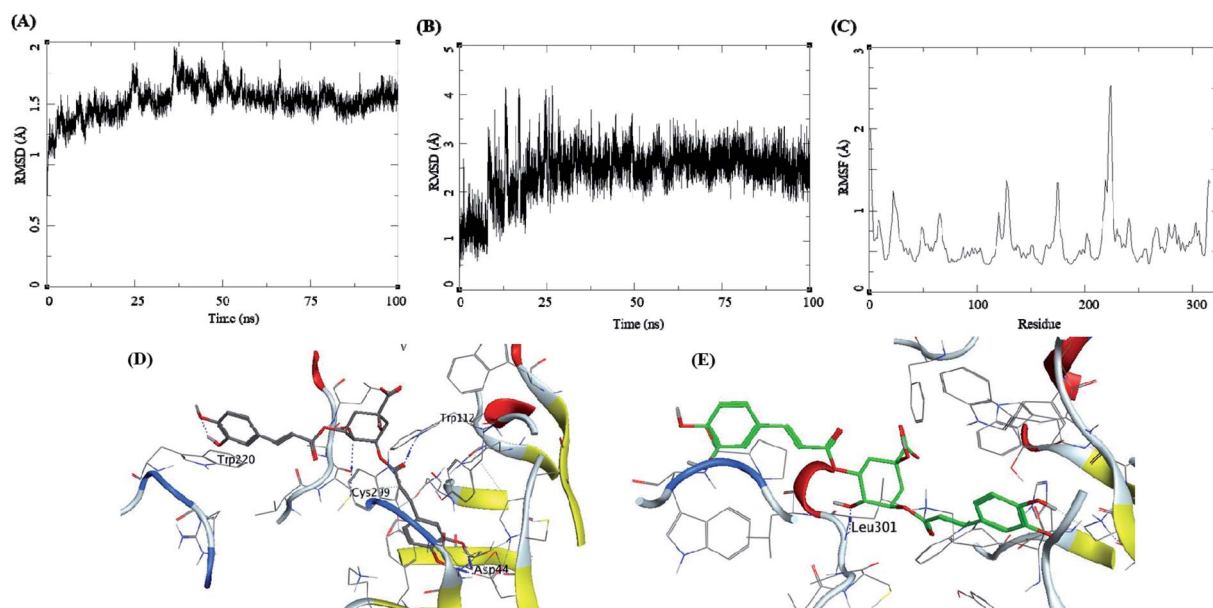 (A)
RMSD (Å)
2
1.5
1
0.5
0
0 25 50 75 100
Time (ns)
(B)
RMSD (Å)
5
4
3
2
1
0
0 25 50 75 100
Time (ns)
(C)
RMSF (Å)
3
2
1
0
0 100 200 300
Residue
(D)
Trp112
Trp220
Cys299
Asp44
(E)
Leu301